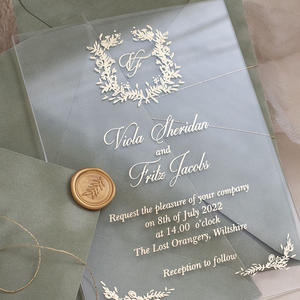 VF
Viola Sheridan
and
Fritz Jacobs
Request the pleasure of your company
on 8th of July 2022
at 14.00 o'clock
The Lost Orangery, Wiltshire
Reception to follow